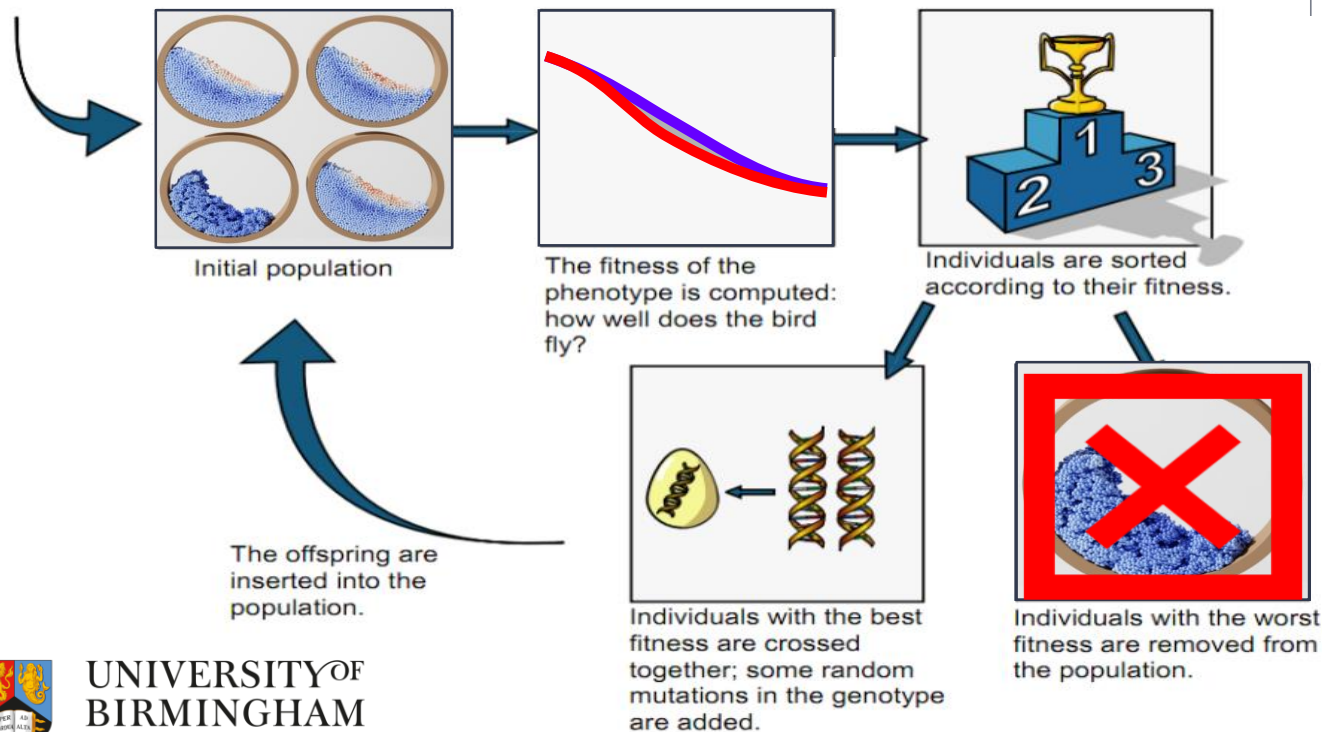 1
2
3
Initial population
The fitness of the
phenotype is computed:
how well does the bird
fly?
Individuals are sorted
according to their fitness.
The offspring are
inserted into the
population.
Individuals with the best
fitness are crossed
together; some random
mutations in the genotype
are added.
Individuals with the worst
fitness are removed from
the population.
PER AD
ALTA
UNIVERSITY OF
BIRMINGHAM